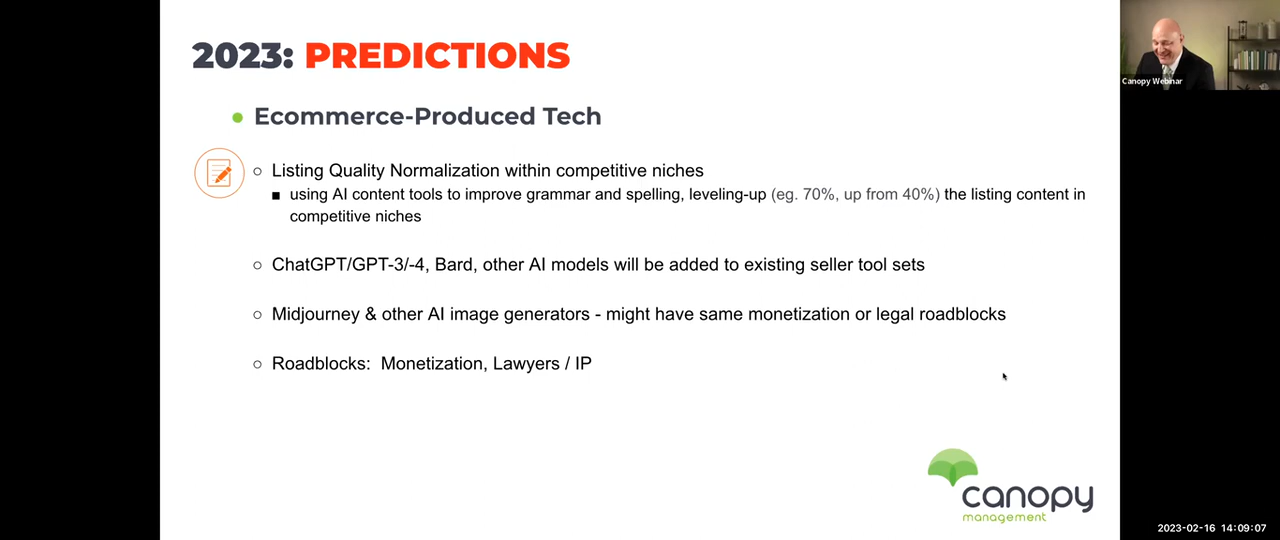 2023: PREDICTIONS
Canopy Webinar
● Ecommerce-Produced Tech
○ Listing Quality Normalization within competitive niches
■ using AI content tools to improve grammar and spelling, leveling-up (eg. 70%, up from 40%) the listing content in
competitive niches
○ ChatGPT/GPT-3/-4, Bard, other AI models will be added to existing seller tool sets
○ Midjourney & other AI image generators - might have same monetization or legal roadblocks
○ Roadblocks: Monetization, Lawyers / IP
canopy
management
2023-02-16 14:09:07